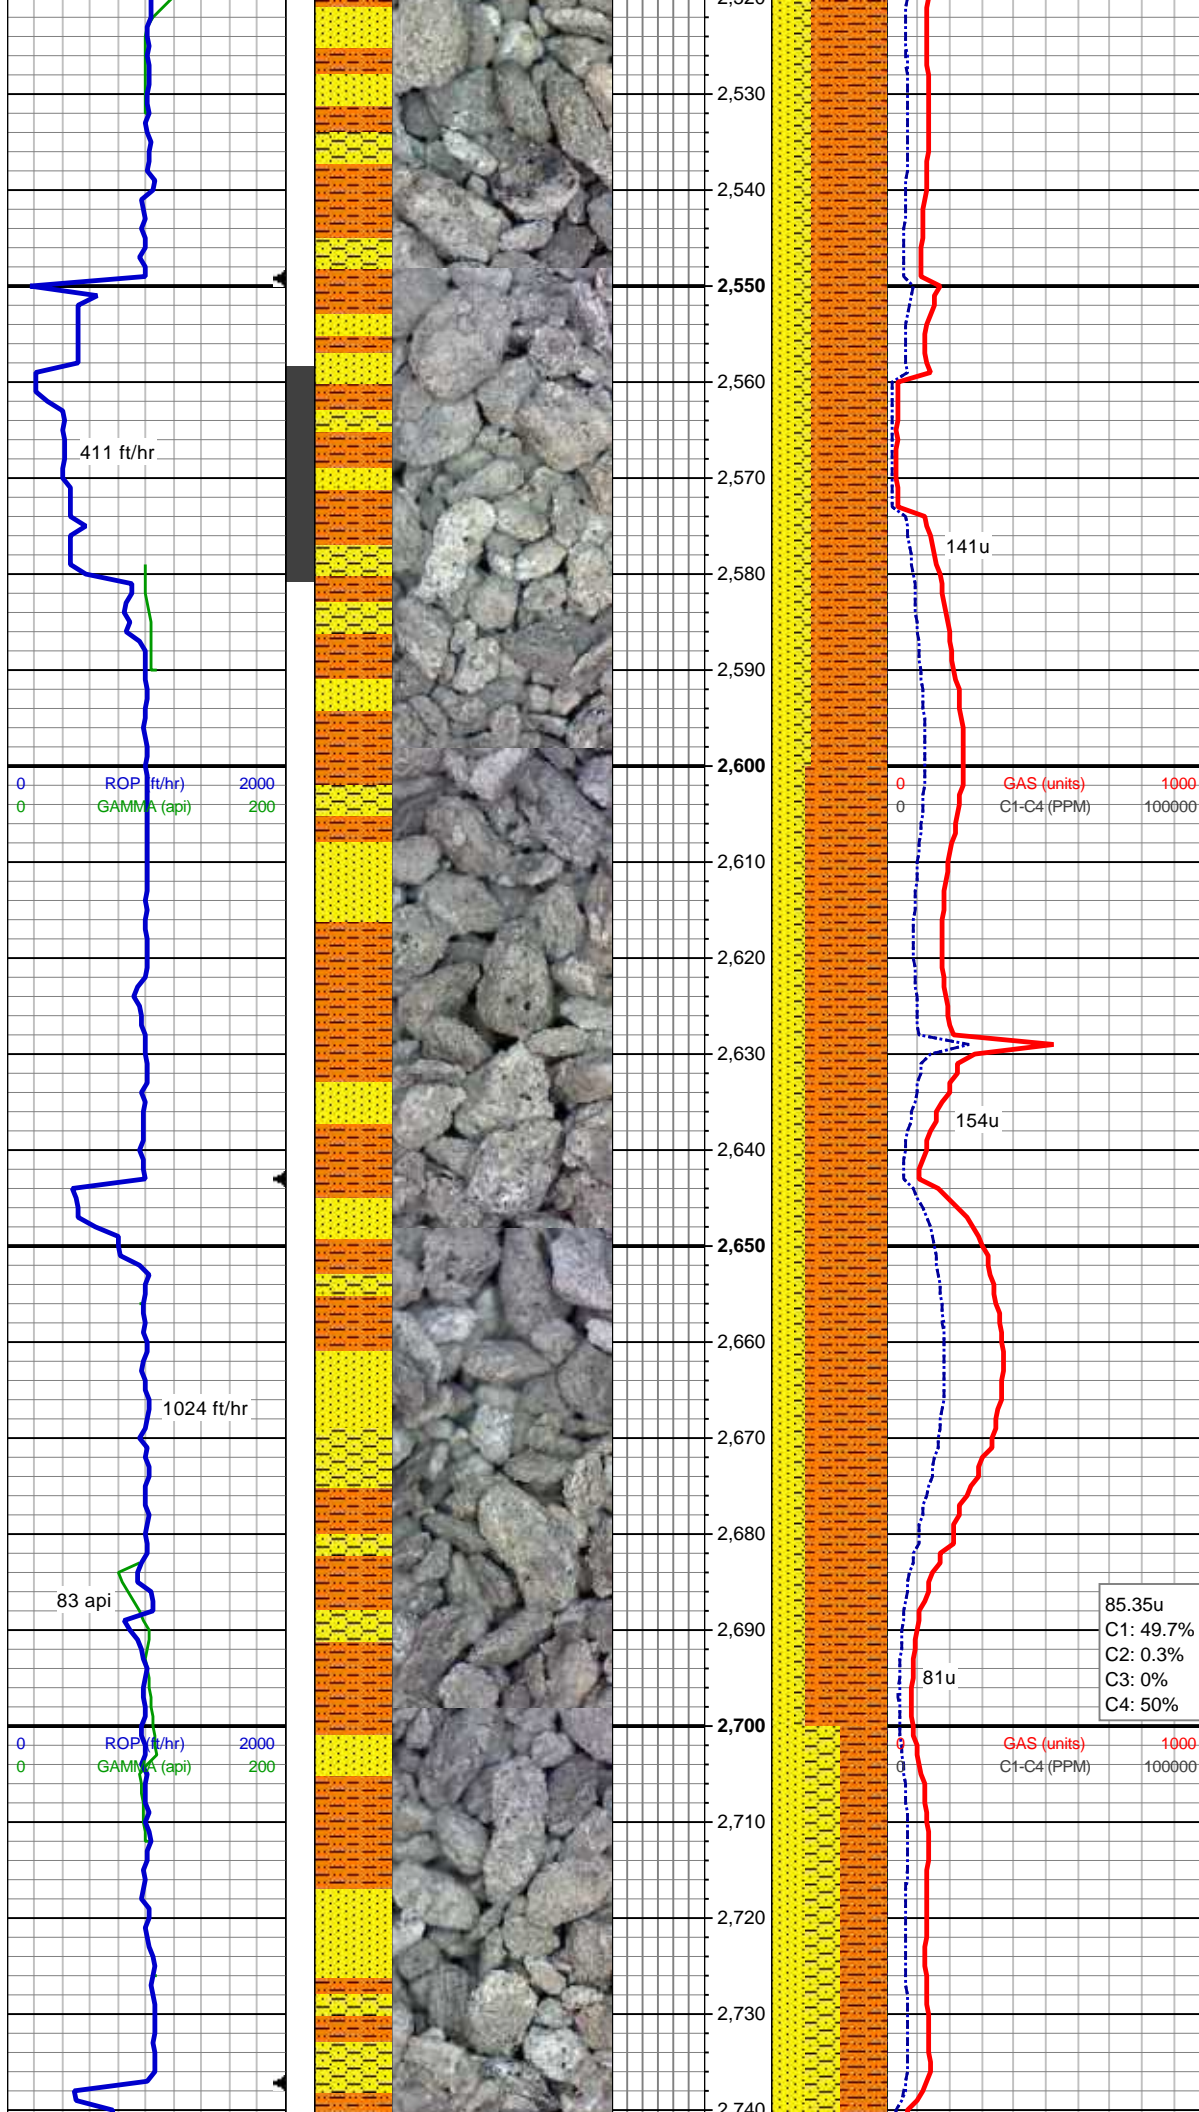 2,520
2,530
2,540
2,550
2,560
411 ft/hr
2,570
141u
2,580
2,590
2,600
0 ROP (ft/hr) 2000
0 GAS (units) 1000
0 GAMMA (api) 200
0 C1-C4 (PPM) 100000
2,610
2,620
2,630
154u
2,640
2,650
2,660
1024 ft/hr
2,670
2,680
83 api
85.35u
2,690
C1: 49.7%
C2: 0.3%
81u
C3: 0%
C4: 50%
2,700
0 ROP (ft/hr) 2000
0 GAS (units) 1000
0 GAMMA (api) 200
0 C1-C4 (PPM) 100000
2,710
2,720
2,730
2,740